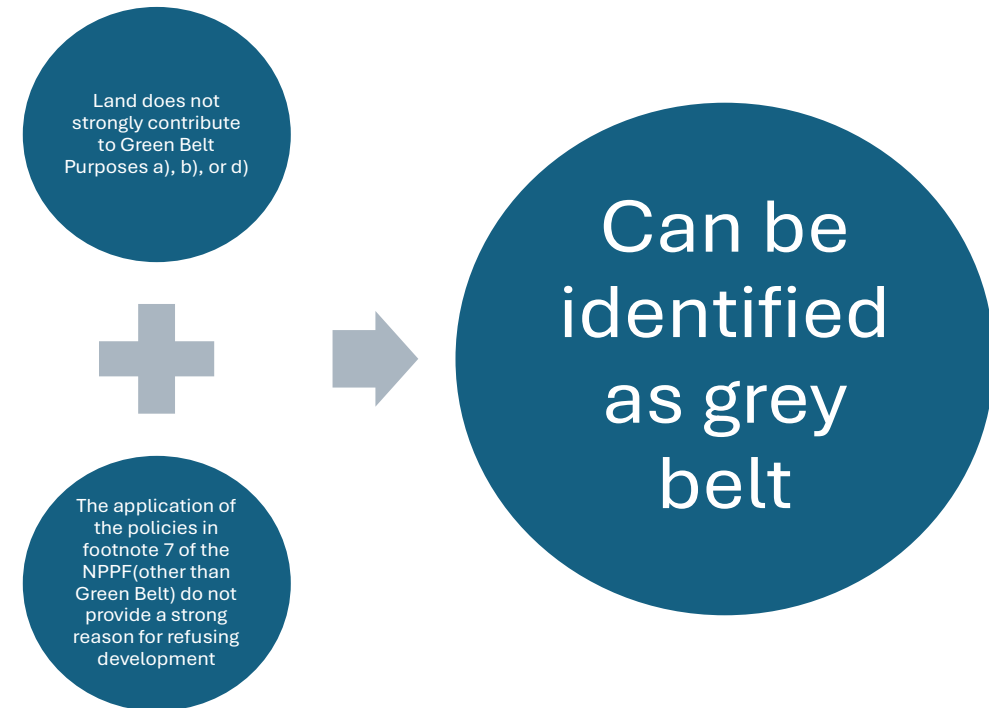 Land does not
strongly contribute
to Green Belt
Purposes a), b), or d)
The application of
the policies in
footnote 7 of the
NPPF(other than
Green Belt) do not
provide a strong
reason for refusing
development
Can be
identified
as grey
belt